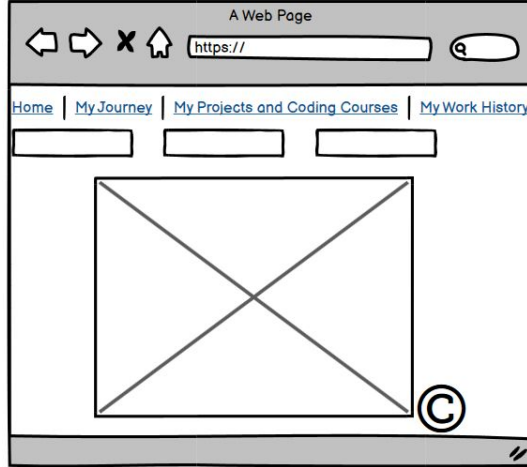 A Web Page
https://
Home | My Journey | My Projects and Coding Courses | My Work History
©